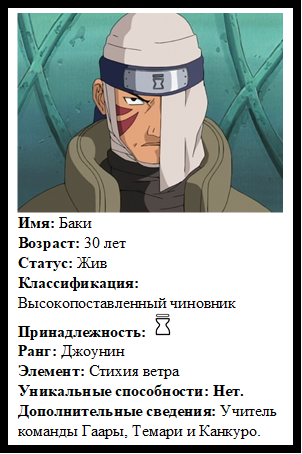 Имя: Баки
Возраст: 30 лет
Статус: Жив
Классификация:
Высокопоставленный чиновник
Принадлежность:
Ранг: Джоунин
Элемент: Стихия ветра
Уникальные способности: Нет.
Дополнительные сведения: Учитель
команды Гаары, Темари и Канкуро.